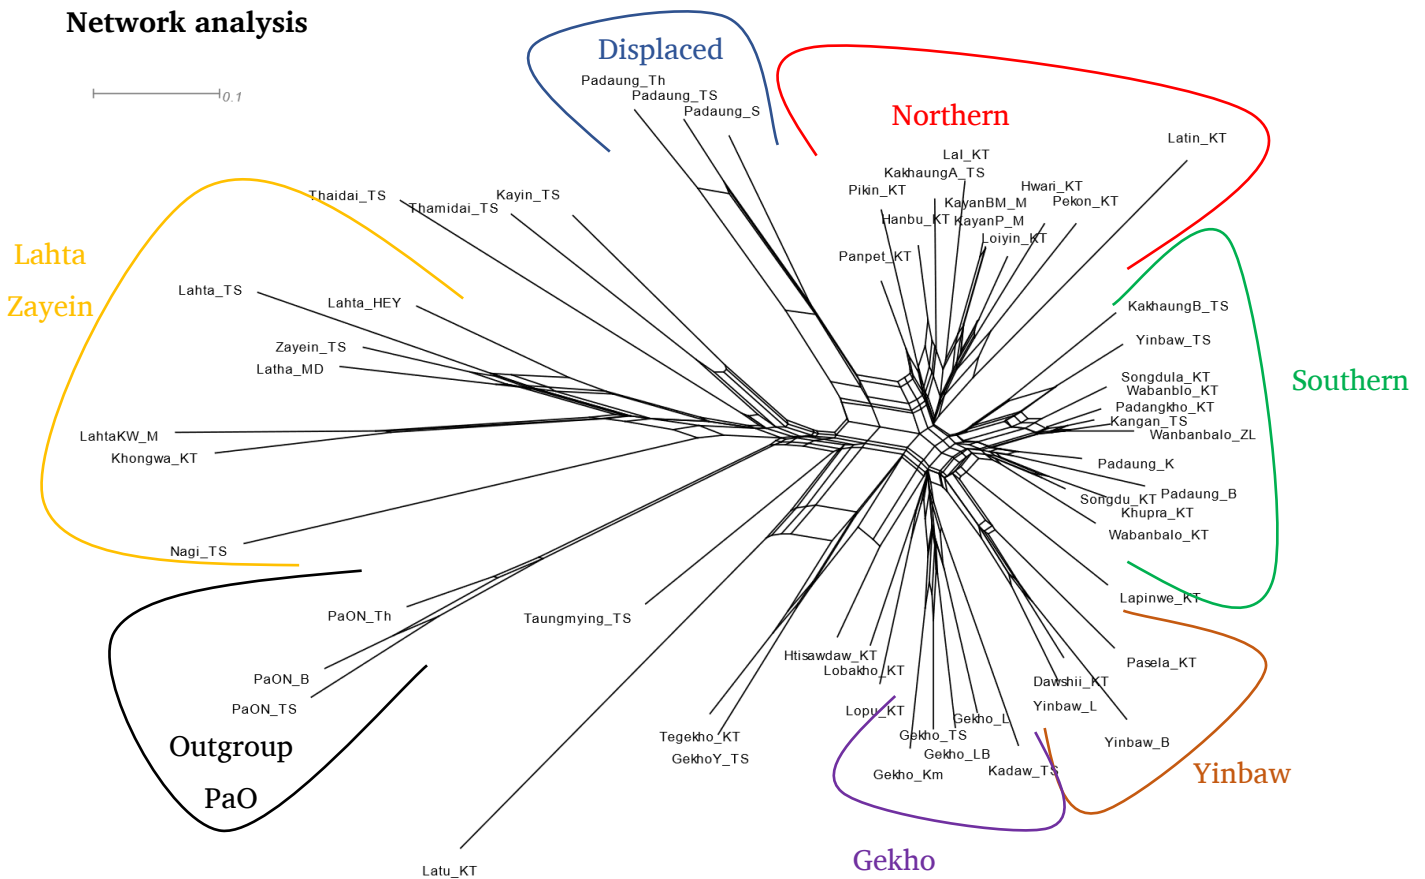 Network analysis
0.1
Displaced
Padaung_Th
Padaung_TS
Padaung_S
Northern
Latin_KT
Lal_KT
KakhaungA_TS
Pikin_KT
Hwari_KT
KayanBM_M
Pekon_KT
Hanbu_KT
KayanP_M
Loiyin_KT
Panpet_KT
Thaidai_TS
Thamidai_TS
Kayin_TS
Lahta
Zayein
Lahta_TS
Lahta_HEY
Zayein_TS
Latha_MD
LahtaKW_M
Khongwa_KT
Nagi_TS
KakhaungB_TS
Yinbaw_TS
Southern
Songdula_KT
Wabanblo_KT
Padangkho_KT
Kangan_TS
Wanbanbalo_ZL
Padaung_K
Padaung_B
Songdu_KT
Khupra_KT
Wabanbalo_KT
Lapinwe_KT
Pasela_KT
Dawshii_KT
Yinbaw_L
Yinbaw_B
Yinbaw
PaON_Th
PaON_B
PaON_TS
Outgroup
PaO
Taungmying_TS
Htisawdaw_KT
Lobakho_KT
Lopu_KT
Gekho_L
Gekho_TS
Gekho_LB
Gekho_Km
Kadaw_TS
Tegekho_KT
GekhoY_TS
Gekho
Latu_KT